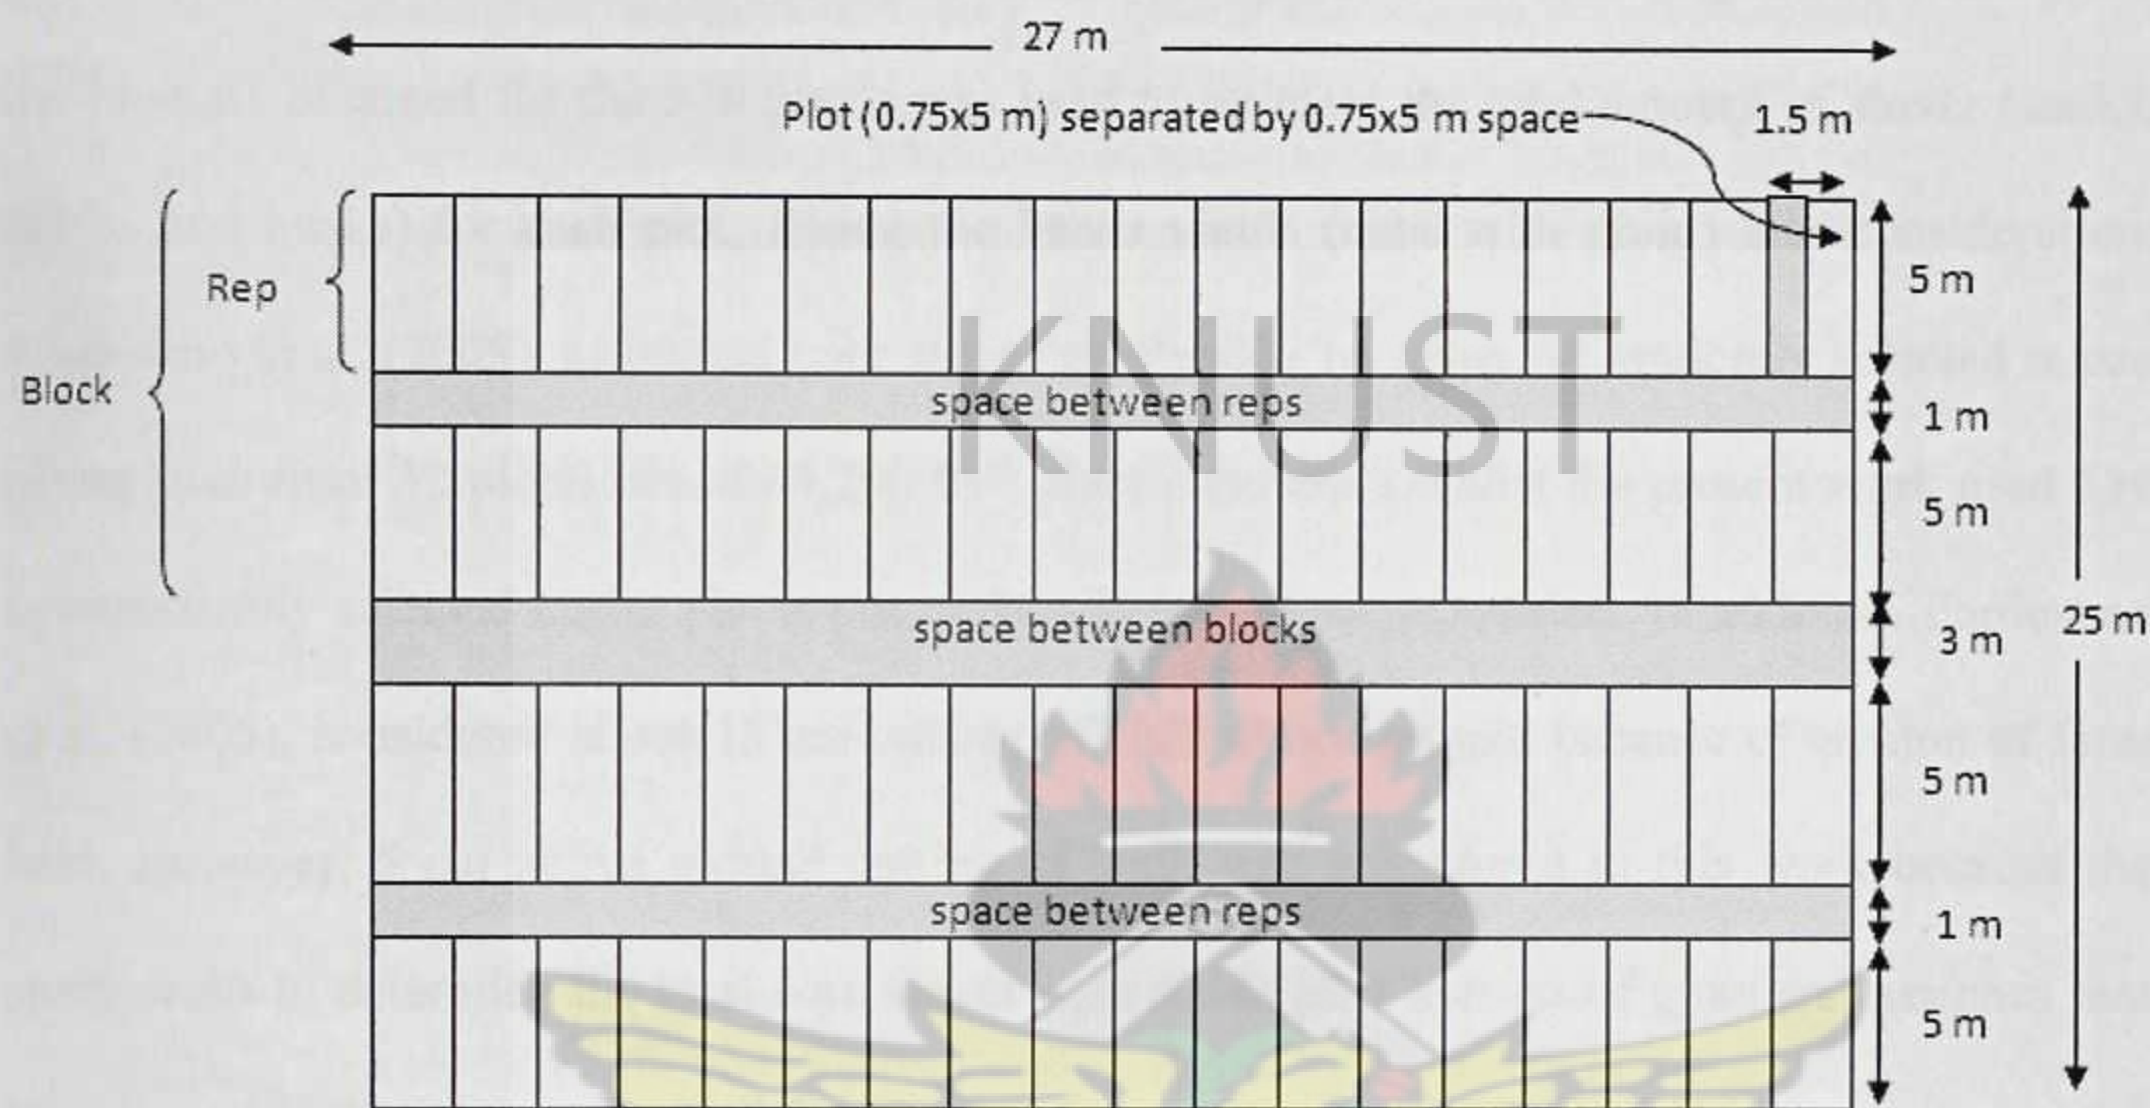 27 m
Plot (0.75x5 m) separated by 0.75x5 m space
1.5 m
Rep
Block
5 m
space between reps
1 m
5 m
space between blocks
3 m
25 m
5 m
space between reps
1 m
5 m
KNUST